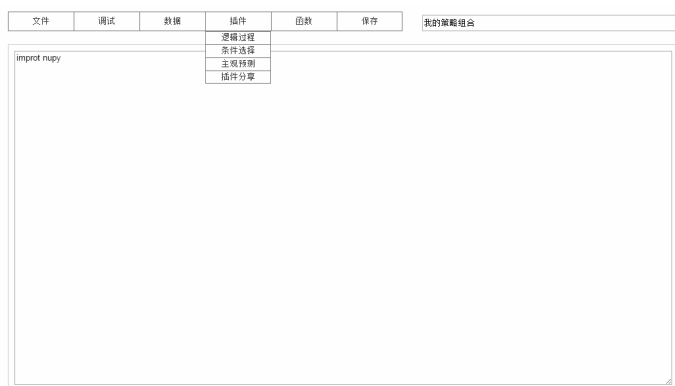 文件 调试 数据 插件 函数 保存 我的策略组合
逻辑过程
条件选择
主观预测
插件分享
improt nupy